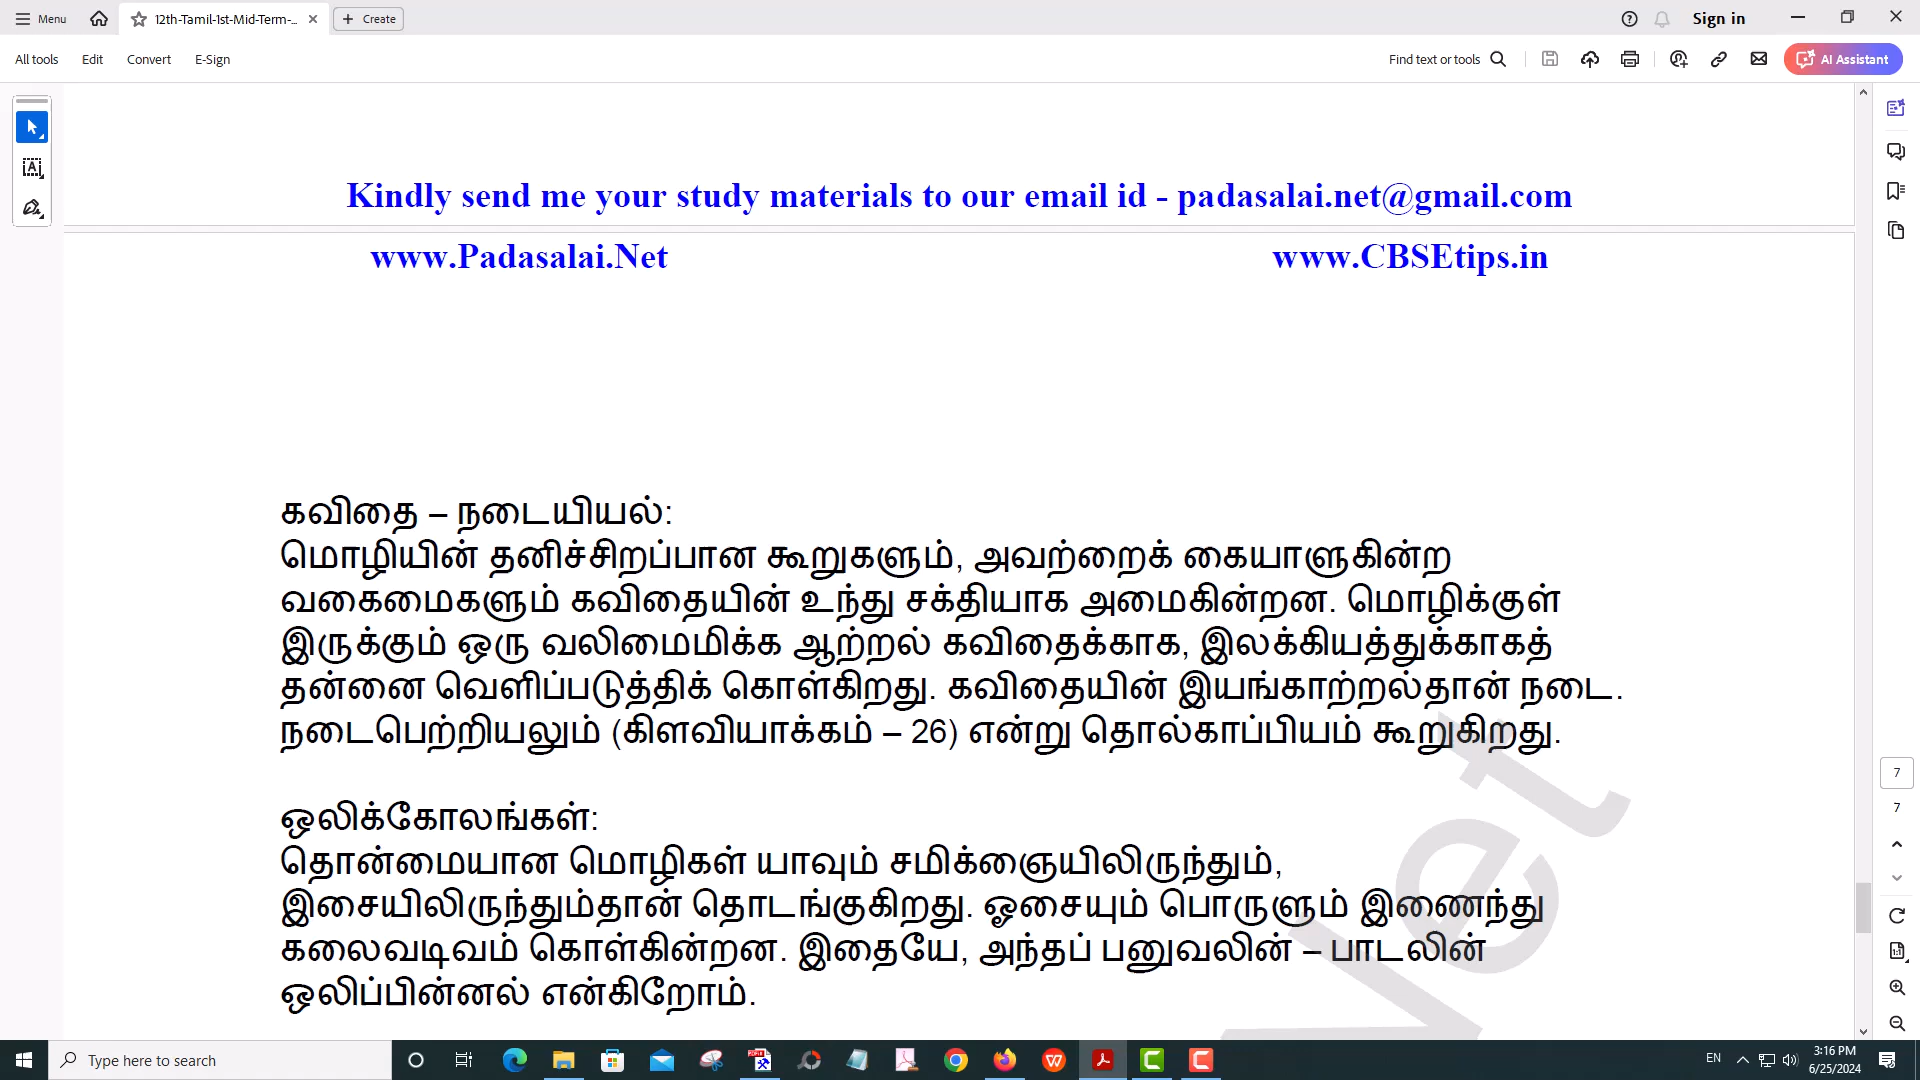 Menu
12th-Tamil-1st-Mid-Term-...
Create
Sign in
All tools
Edit
Convert
E-Sign
Find text or tools
AI Assistant
Kindly send me your study materials to our email id - padasalai.net@gmail.com
www.Padasalai.Net
www.CBSEtips.in
கவிதை – நடையியல்:
மொழியின் தனிச்சிறப்பான கூறுகளும், அவற்றைக் கையாளுகின்ற
வகைமைகளும் கவிதையின் உந்து சக்தியாக அமைகின்றன. மொழிக்குள்
இருக்கும் ஒரு வலிமைமிக்க ஆற்றல் கவிதைக்காக, இலக்கியத்துக்காகத்
தன்னை வெளிப்படுத்திக் கொள்கிறது. கவிதையின் இயங்காற்றல்தான் நடை.
நடைபெற்றியலும் (கிளவியாக்கம் – 26) என்று தொல்காப்பியம் கூறுகிறது.
ஒலிக்கோலங்கள்:
தொன்மையான மொழிகள் யாவும் சமிக்ஞையிலிருந்தும்,
இசையிலிருந்தும்தான் தொடங்குகிறது. ஓசையும் பொருளும் இணைந்து
கலைவடிவம் கொள்கின்றன. இதையே, அந்தப் பனுவலின் – பாடலின்
ஒலிப்பின்னல் என்கிறோம்.
Net
7
7
Type here to search
EN
3:16 PM
6/25/2024